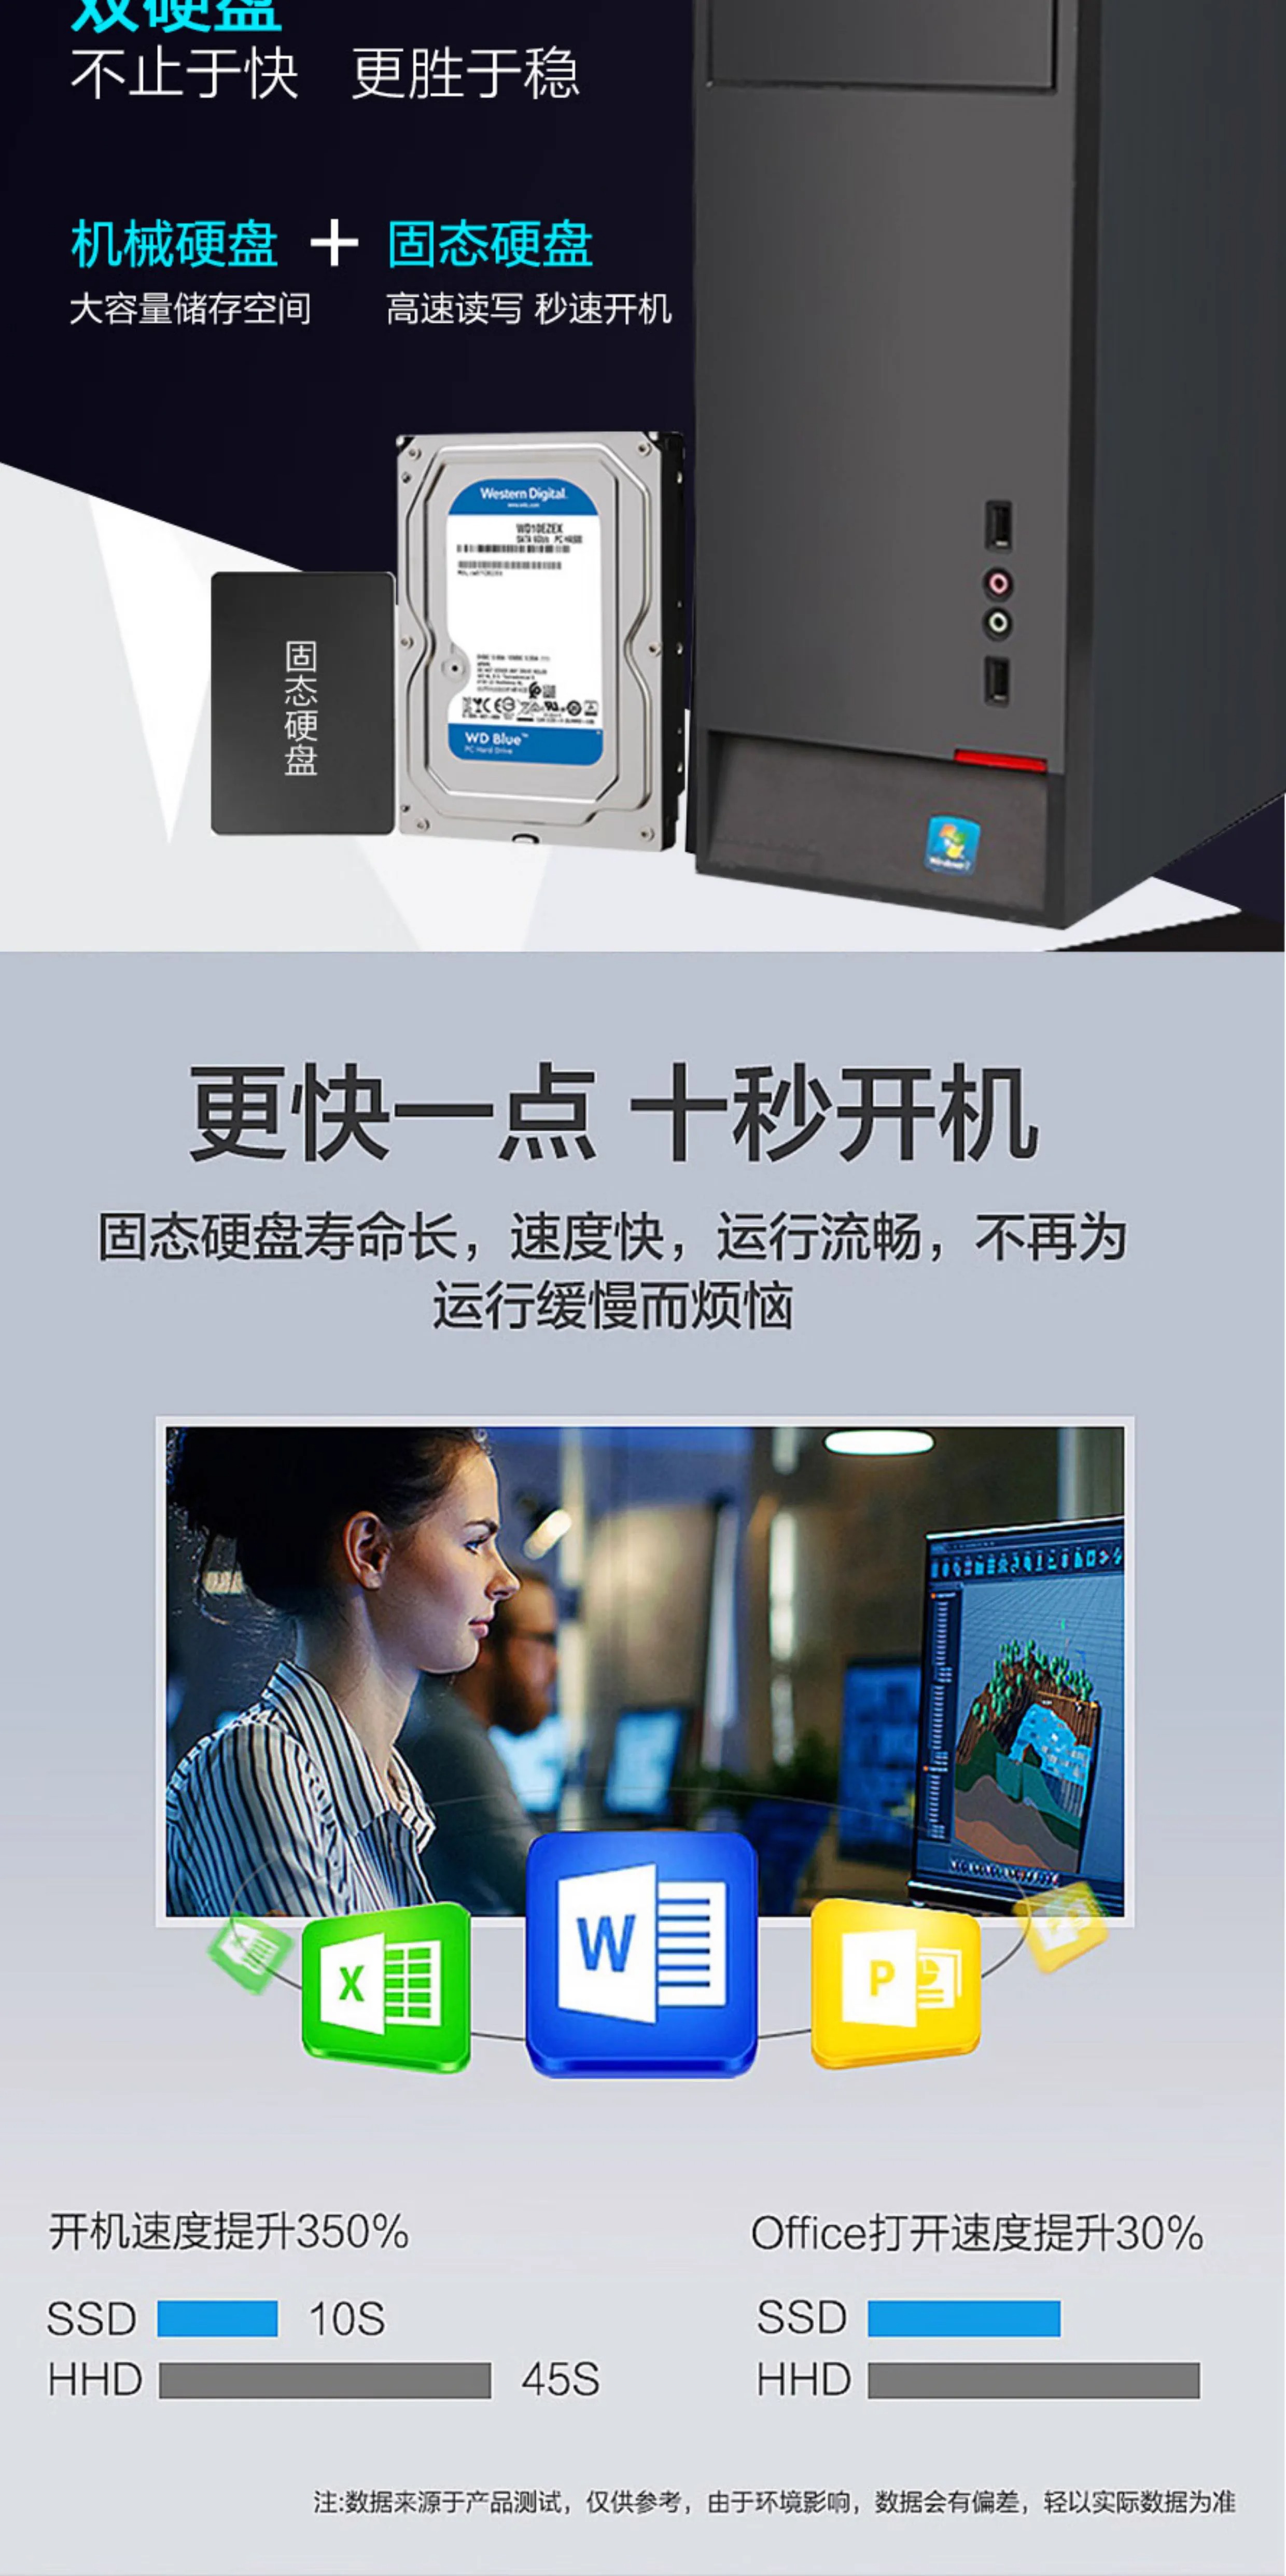 双硬盘
不止于快 更胜于稳
机械硬盘 + 固态硬盘
大容量储存空间 高速读写 秒速开机
Western Digital
WD10EZEX
固态硬盘
WD Blue™
PC Hard Drive
更快一点 十秒开机
固态硬盘寿命长，速度快，运行流畅，不再为
运行缓慢而烦恼
X
W
P
开机速度提升350%
SSD 10S
HHD 45S
Office打开速度提升30%
SSD
HHD
注:数据来源于产品测试，仅供参考，由于环境影响，数据会有偏差，轻以实际数据为准